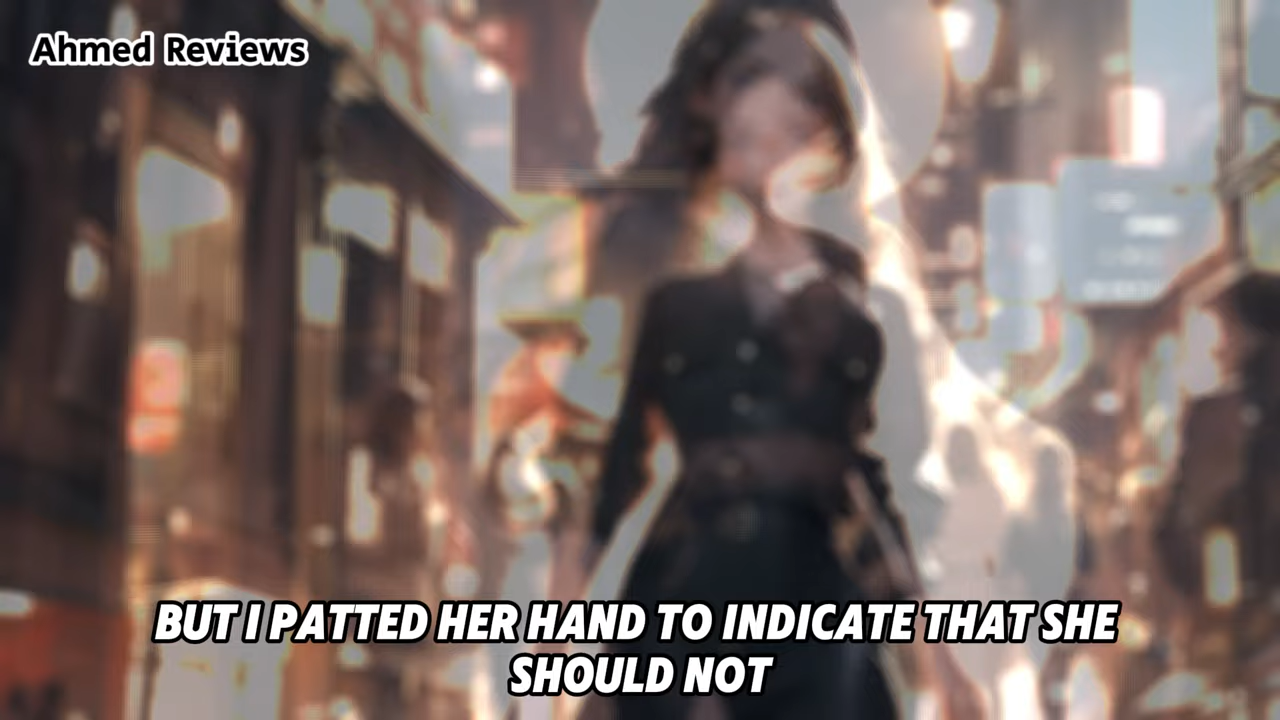 Ahmed Reviews
BUT I PATTED HER HAND TO INDICATE THAT SHE
SHOULD NOT